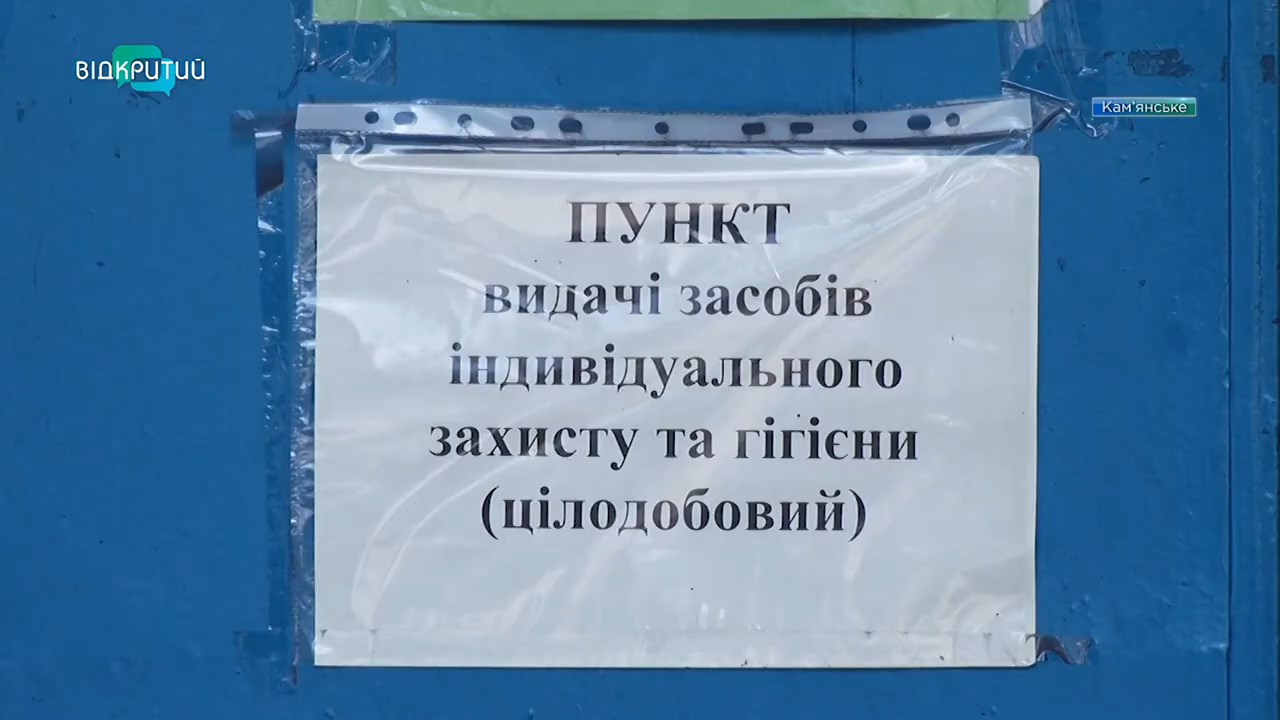 ВІДКРИТИЙ
Кам'янське
ПУНКТ
видачі засобів
індивідуального
захисту та гігієни
(цілодобовий)